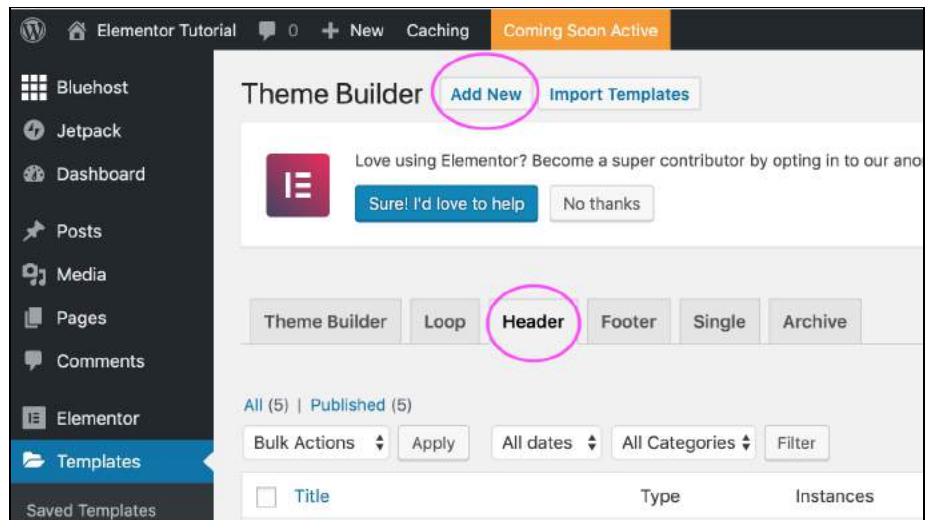 Elementor Tutorial 0 + New Caching Coming Soon Active
Bluehost
Jetpack
Dashboard
Posts
Media
Pages
Comments
Elementor
Templates
Saved Templates
Theme Builder Add New Import Templates
Love using Elementor? Become a super contributor by opting in to our ano
Sure! I'd love to help No thanks
Theme Builder Loop Header Footer Single Archive
All (5) | Published (5)
Bulk Actions Apply All dates All Categories Filter
Title Type Instances